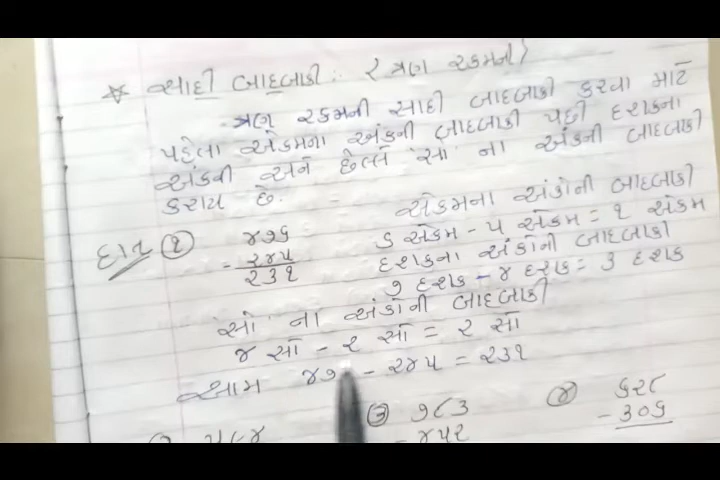 * સાદી બાદબાકી:- ૨ ત્રણ રકમની)
ત્રણ રકમની સાદી બાદબાકી કરવા માટે
પહેલા એકમના અંકની બાદબાકી પછી દશકના
અંકની અને છેલ્લે 'સો' ના અંકની બાદબાકી
કરાય છે.
દા.ત ① ૪૭૬
- ૨૪૫
૨૩૧
એકમના અંકોની બાદબાકી
૬ એકમ - ૫ એકમ = ૧ એકમ
દશકના અંકોની બાદબાકી
૭ દશક - ૪ દશક = ૩ દશક
સો ના અંકોની બાદબાકી
૪ સો - ૨ સો = ૨ સો
આમ ૪૭ - ૨૪૫ = ૨૩૧
③ ૭૮૩
- ૪૫૨
④ ૬૨૮
- ૩૦૬